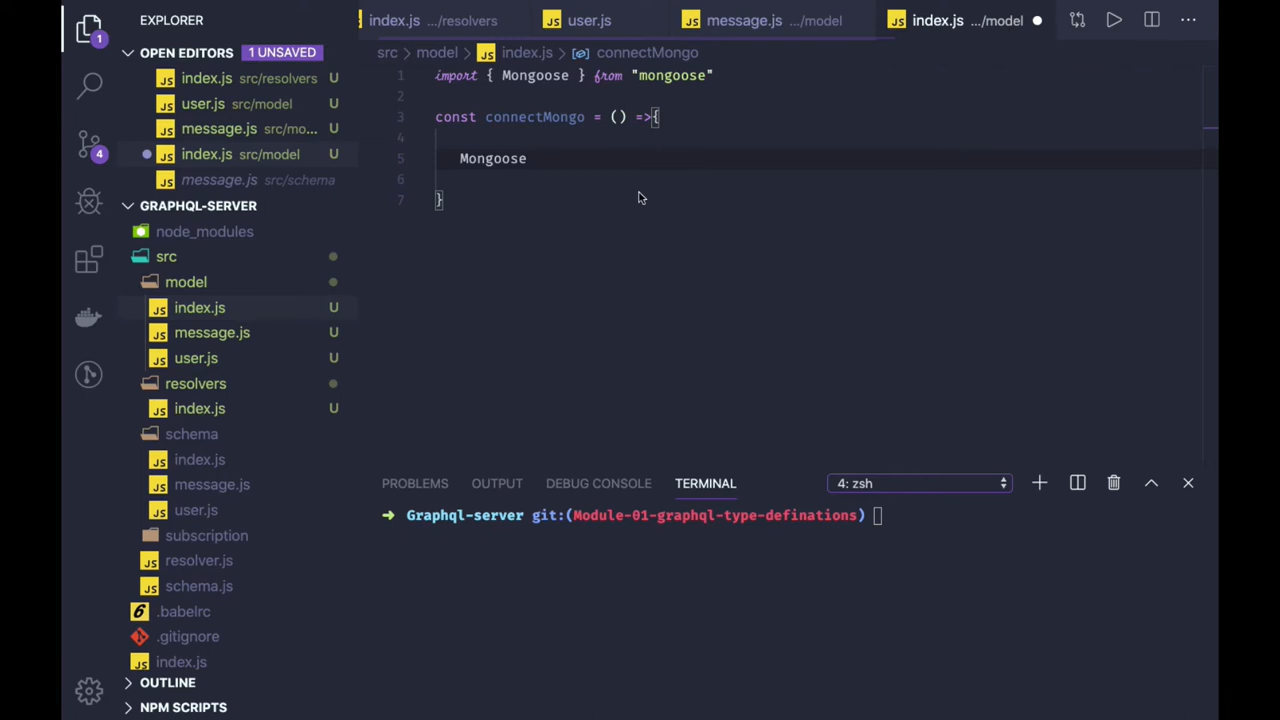 EXPLORER
index.js .../resolvers
user.js
message.js .../model
index.js .../model
OPEN EDITORS 1 UNSAVED
index.js src/resolvers U
user.js src/model U
message.js src/mo... U
index.js src/model U
message.js src/schema
GRAPHQL-SERVER
node_modules
src
model
index.js U
message.js U
user.js U
resolvers
index.js U
schema
index.js
message.js
user.js
subscription
resolver.js
schema.js
.babelrc
.gitignore
index.js
OUTLINE
NPM SCRIPTS
1
4
src > model > JS index.js > connectMongo
1 import { Mongoose } from "mongoose"
2
3 const connectMongo = () =>{
4
5 Mongoose
6
7 }
PROBLEMS OUTPUT DEBUG CONSOLE TERMINAL 4: zsh
➜ Graphql-server git:(Module-01-graphql-type-definations)